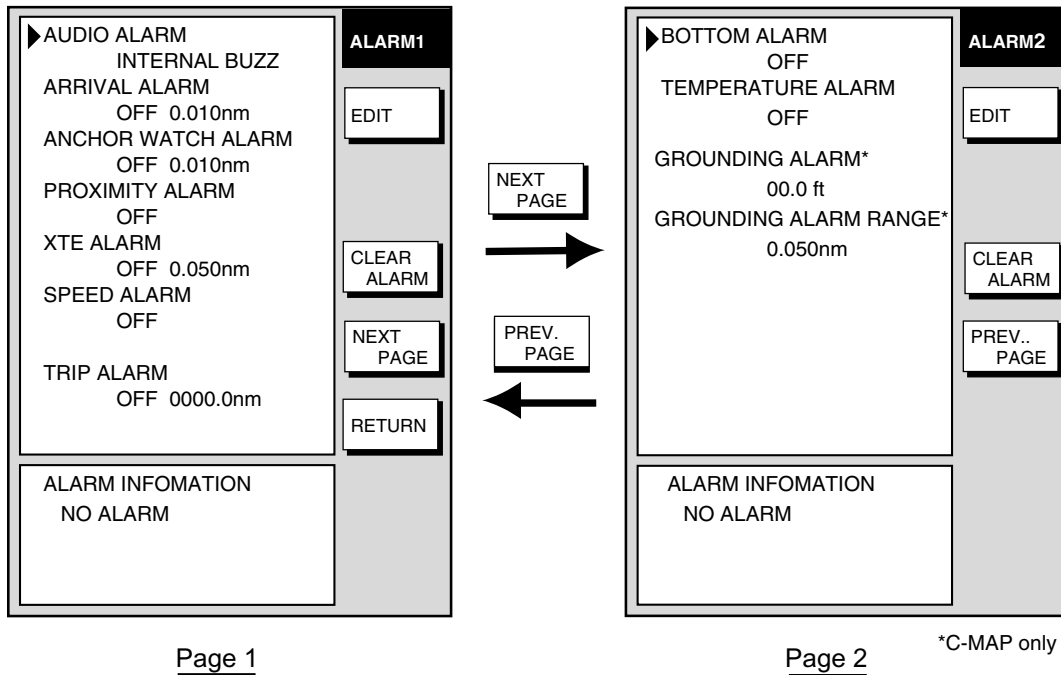 AUDIO ALARM
INTERNAL BUZZ
ARRIVAL ALARM
OFF 0.010nm
ANCHOR WATCH ALARM
OFF 0.010nm
PROXIMITY ALARM
OFF
XTE ALARM
OFF 0.050nm
SPEED ALARM
OFF
TRIP ALARM
OFF 0000.0nm
ALARM1
EDIT
CLEAR
ALARM
NEXT
PAGE
RETURN
ALARM INFOMATION
NO ALARM
Page 1
NEXT
PAGE
PREV.
PAGE
BOTTOM ALARM
OFF
TEMPERATURE ALARM
OFF
GROUNDING ALARM*
00.0 ft
GROUNDING ALARM RANGE*
0.050nm
ALARM2
EDIT
CLEAR
ALARM
PREV..
PAGE
ALARM INFOMATION
NO ALARM
Page 2
*C-MAP only